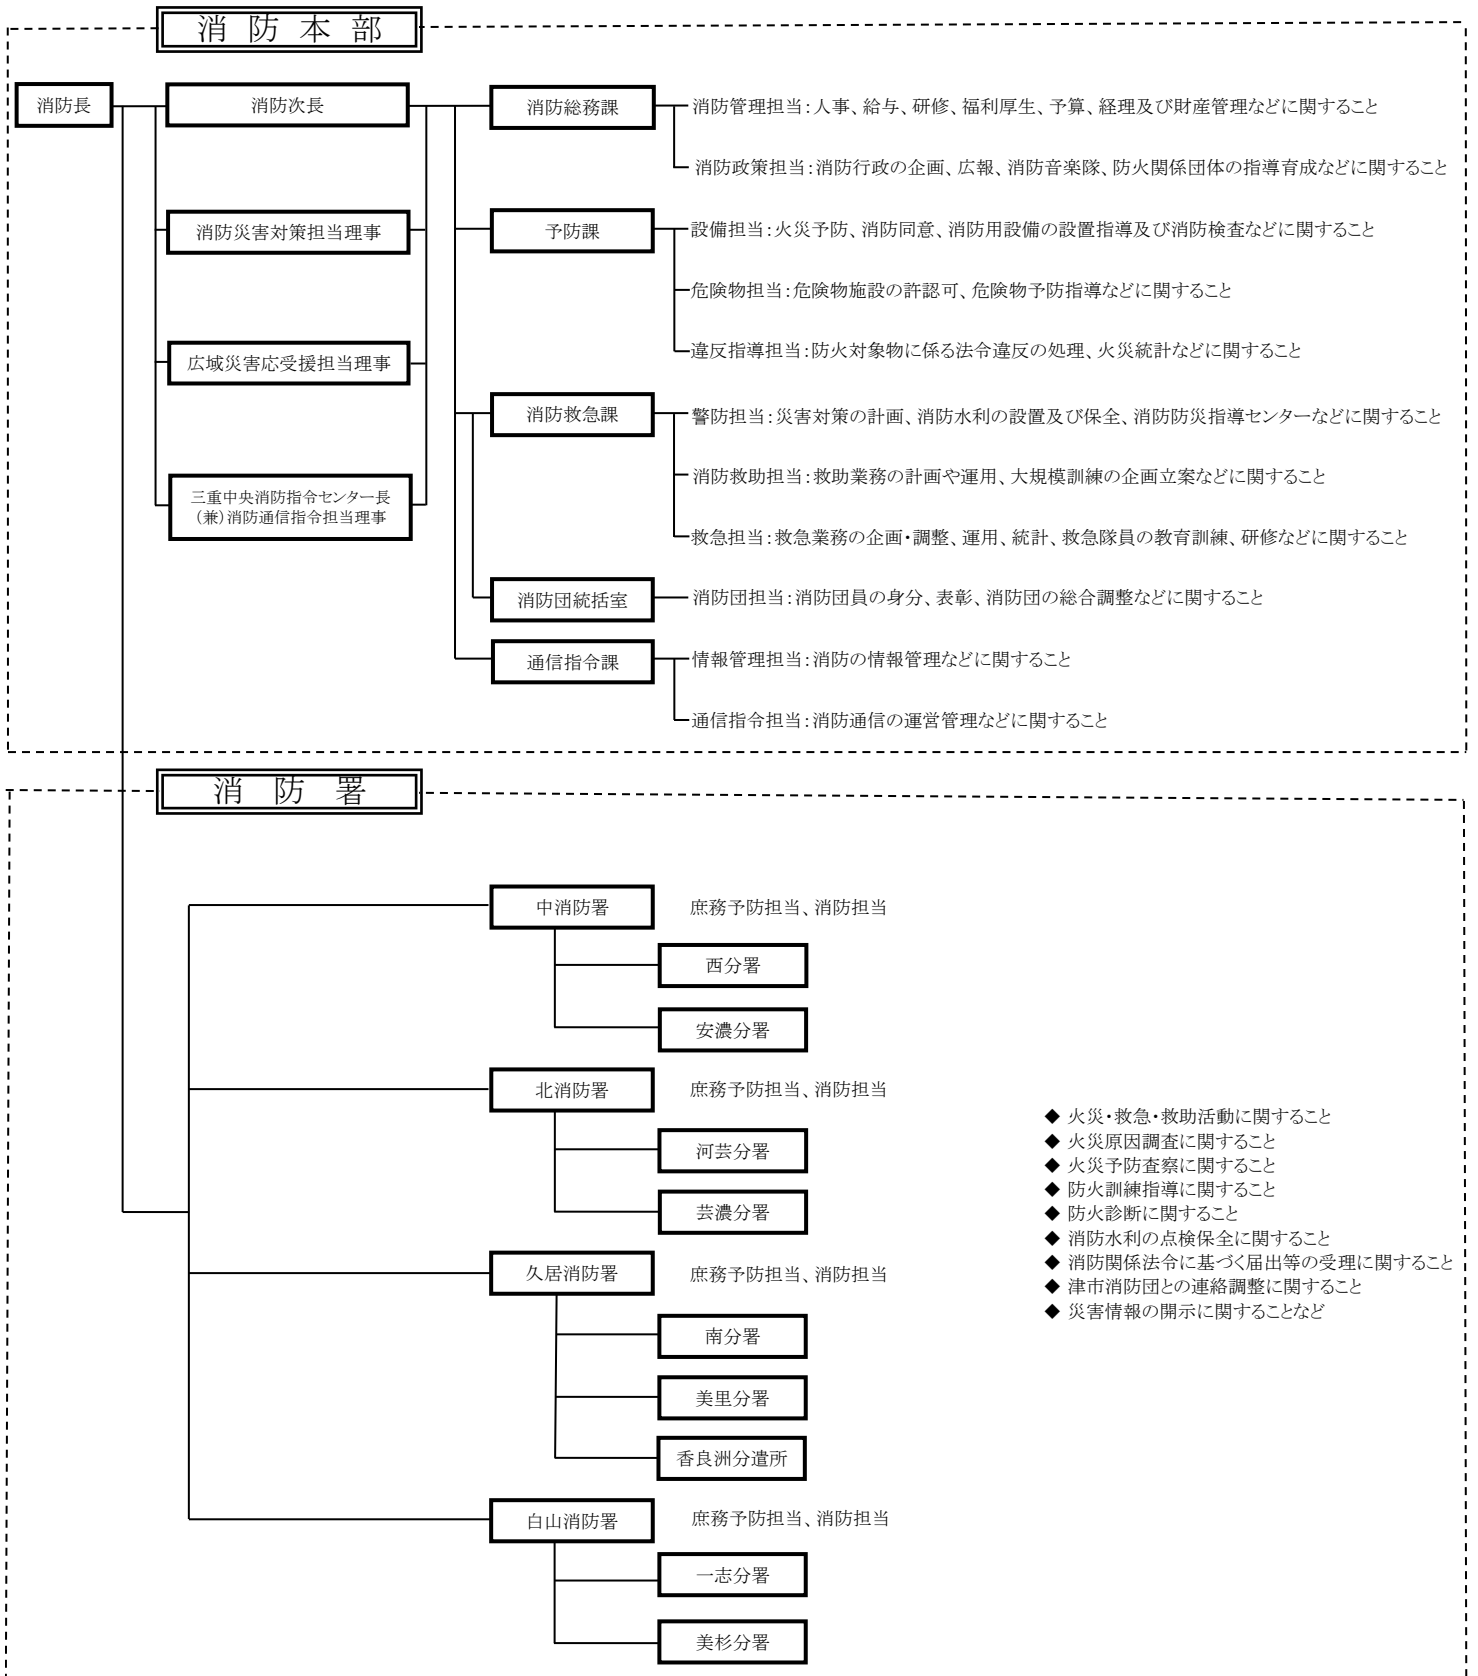 消防本部
消防長
消防次長
消防総務課
消防管理担当：人事、給与、研修、福利厚生、予算、経理及び財産管理などに関すること
消防政策担当：消防行政の企画、広報、消防音楽隊、防火関係団体の指導育成などに関すること
消防災害対策担当理事
予防課
設備担当：火災予防、消防同意、消防用設備の設置指導及び消防検査などに関すること
危険物担当：危険物施設の許認可、危険物予防指導などに関すること
違反指導担当：防火対象物に係る法令違反の処理、火災統計などに関すること
広域災害応受援担当理事
消防救急課
警防担当：災害対策の計画、消防水利の設置及び保全、消防防災指導センターなどに関すること
消防救助担当：救助業務の計画や運用、大規模訓練の企画立案などに関すること
救急担当：救急業務の企画・調整、運用、統計、救急隊員の教育訓練、研修などに関すること
三重中央消防指令センター長
（兼）消防通信指令担当理事
消防団統括室
消防団担当：消防団員の身分、表彰、消防団の総合調整などに関すること
通信指令課
情報管理担当：消防の情報管理などに関すること
通信指令担当：消防通信の運営管理などに関すること
消防署
中消防署
庶務予防担当、消防担当
西分署
安濃分署
北消防署
庶務予防担当、消防担当
河芸分署
芸濃分署
久居消防署
庶務予防担当、消防担当
南分署
美里分署
香良洲分遣所
白山消防署
庶務予防担当、消防担当
一志分署
美杉分署
◆ 火災・救急・救助活動に関すること
◆ 火災原因調査に関すること
◆ 火災予防査察に関すること
◆ 防火訓練指導に関すること
◆ 防火診断に関すること
◆ 消防水利の点検保全に関すること
◆ 消防関係法令に基づく届出等の受理に関すること
◆ 津市消防団との連絡調整に関すること
◆ 災害情報の開示に関することなど